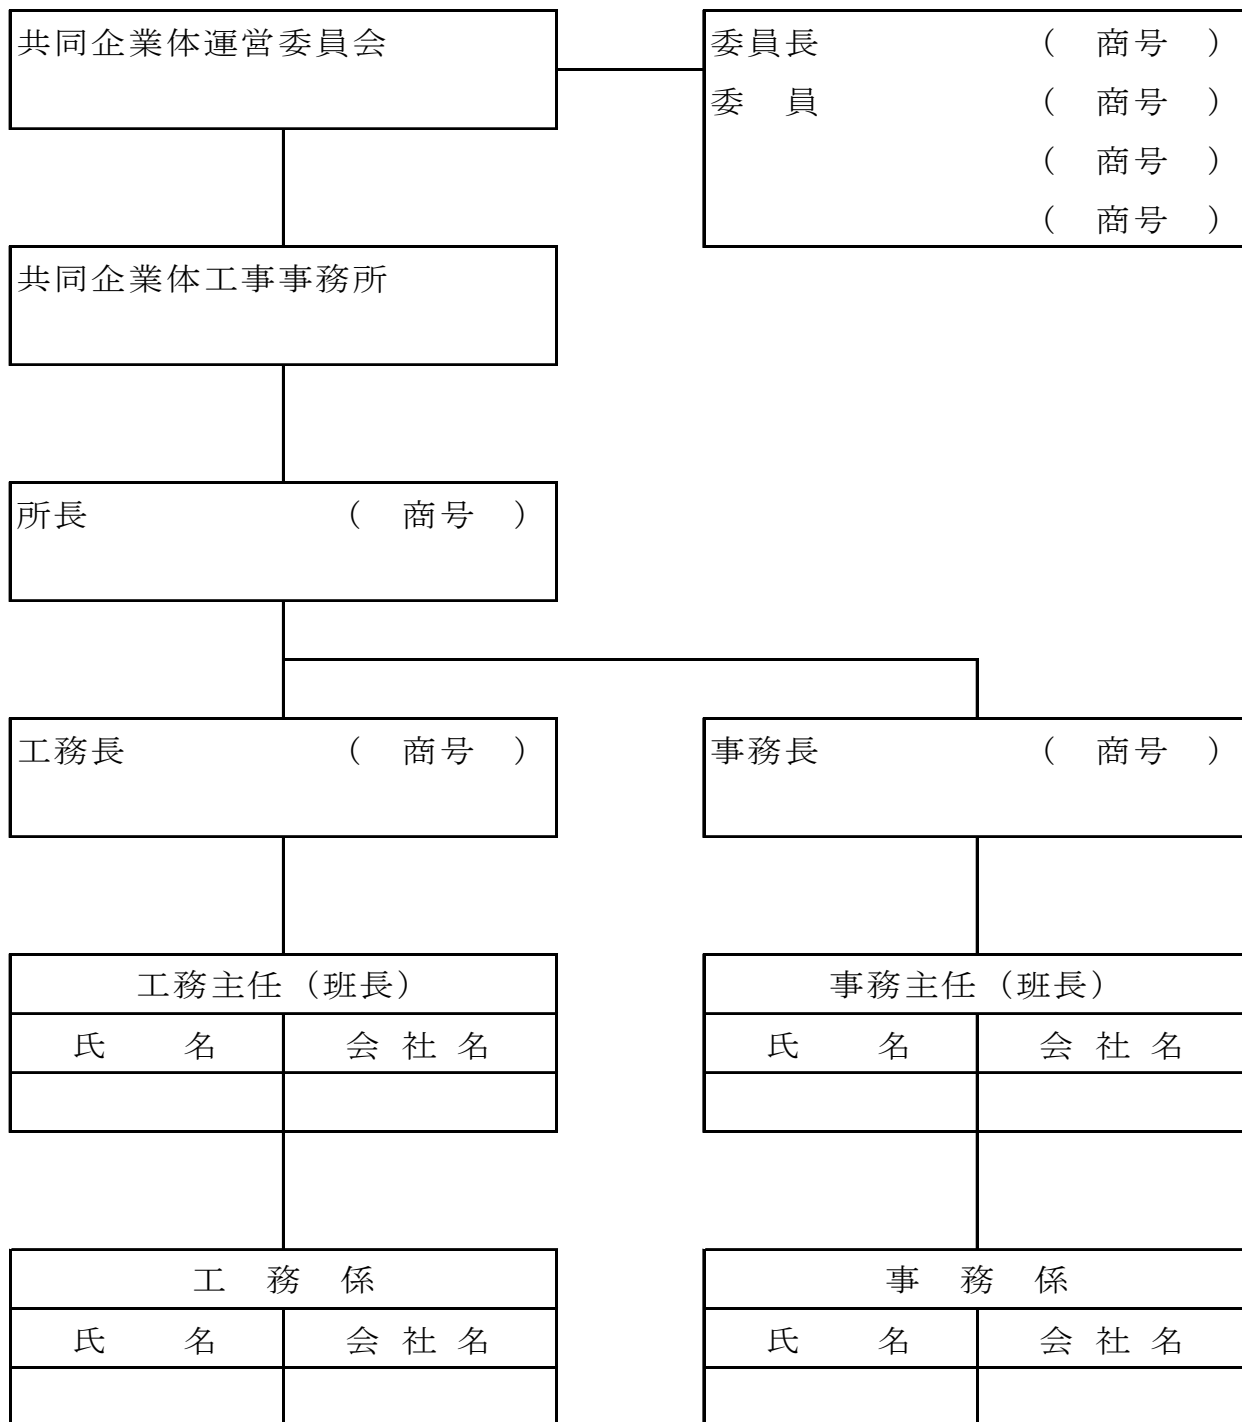 共同企業体運営委員会
委員長　　　　　　（　商号　）
委　員　　　　　　（　商号　）
（　商号　）
（　商号　）
共同企業体工事事務所
所長　　　　　　　（　商号　）
工務長　　　　　　（　商号　）
事務長　　　　　　（　商号　）
工務主任（班長）
氏　　名　　会 社 名
事務主任（班長）
氏　　名　　会 社 名
工　務　係
氏　　名　　会 社 名
事　務　係
氏　　名　　会 社 名